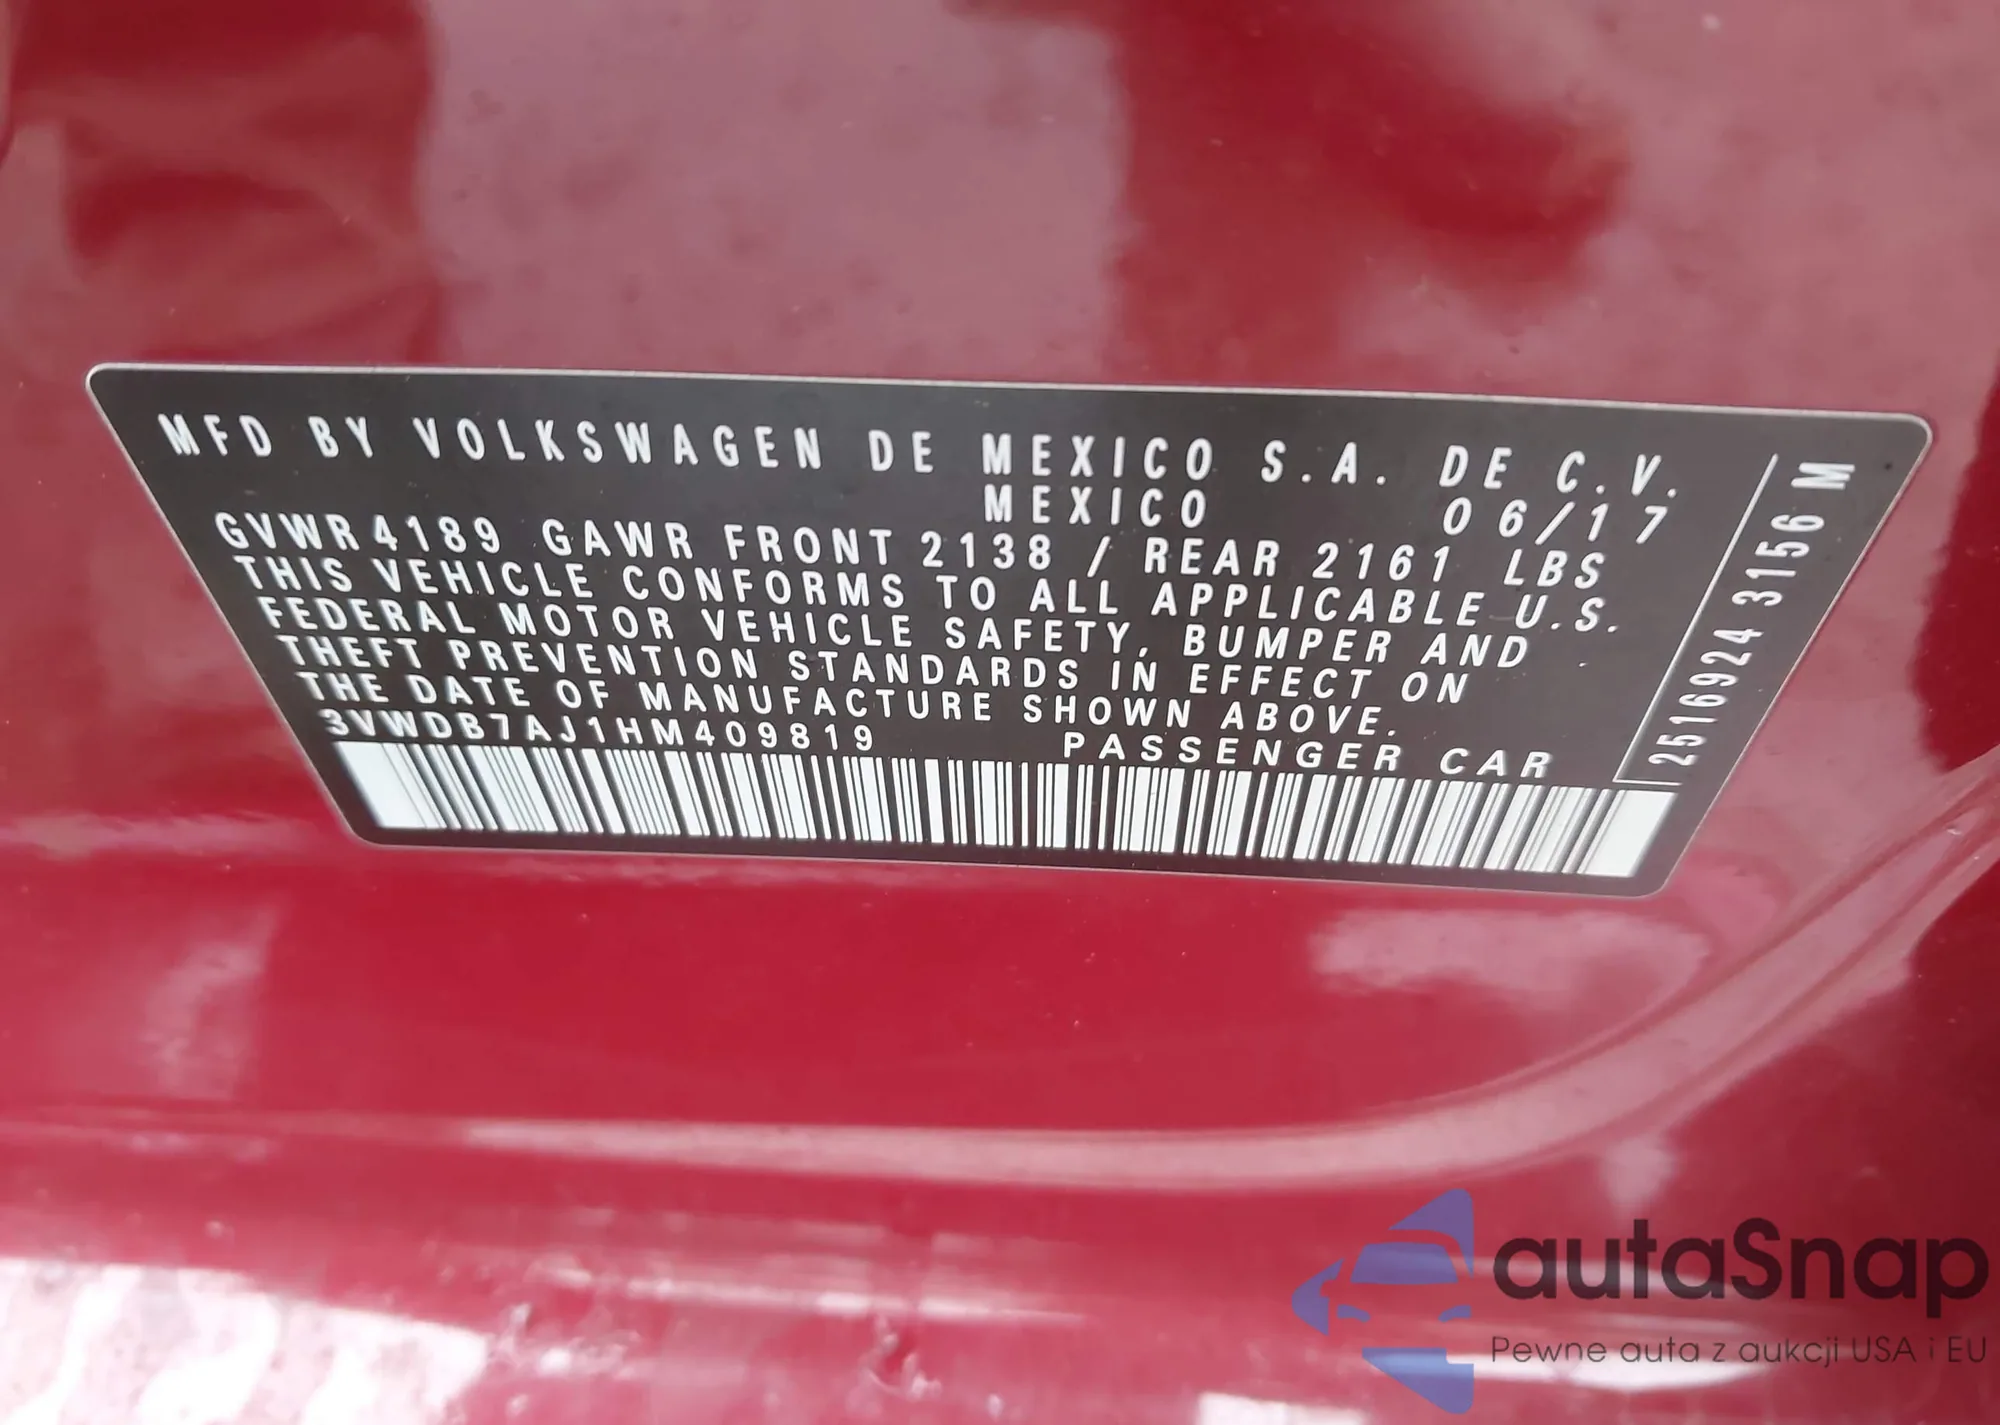 MFD BY VOLKSWAGEN DE MEXICO S.A. DE C.V.
MEXICO 06/17
GVWR 4189 GAWR FRONT 2138 / REAR 2161 LBS
THIS VEHICLE CONFORMS TO ALL APPLICABLE U.S.
FEDERAL MOTOR VEHICLE SAFETY, BUMPER AND
THEFT PREVENTION STANDARDS IN EFFECT ON
THE DATE OF MANUFACTURE SHOWN ABOVE.
3VWDB7AJ1HM409819 PASSENGER CAR
2516924 3156 M
autaSnap
Pewne auta z aukcji USA i EU